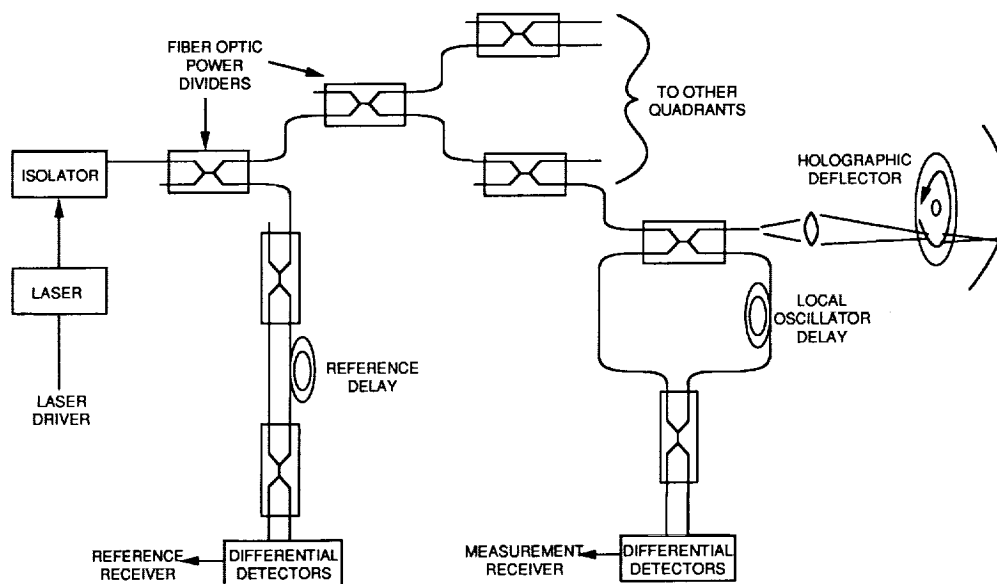 FIBER OPTIC
POWER
DIVIDERS
TO OTHER
QUADRANTS
ISOLATOR
HOLOGRAPHIC
DEFLECTOR
LASER
LOCAL
OSCILLATOR
DELAY
REFERENCE
DELAY
LASER
DRIVER
REFERENCE
RECEIVER
DIFFERENTIAL
DETECTORS
MEASUREMENT
RECEIVER
DIFFERENTIAL
DETECTORS